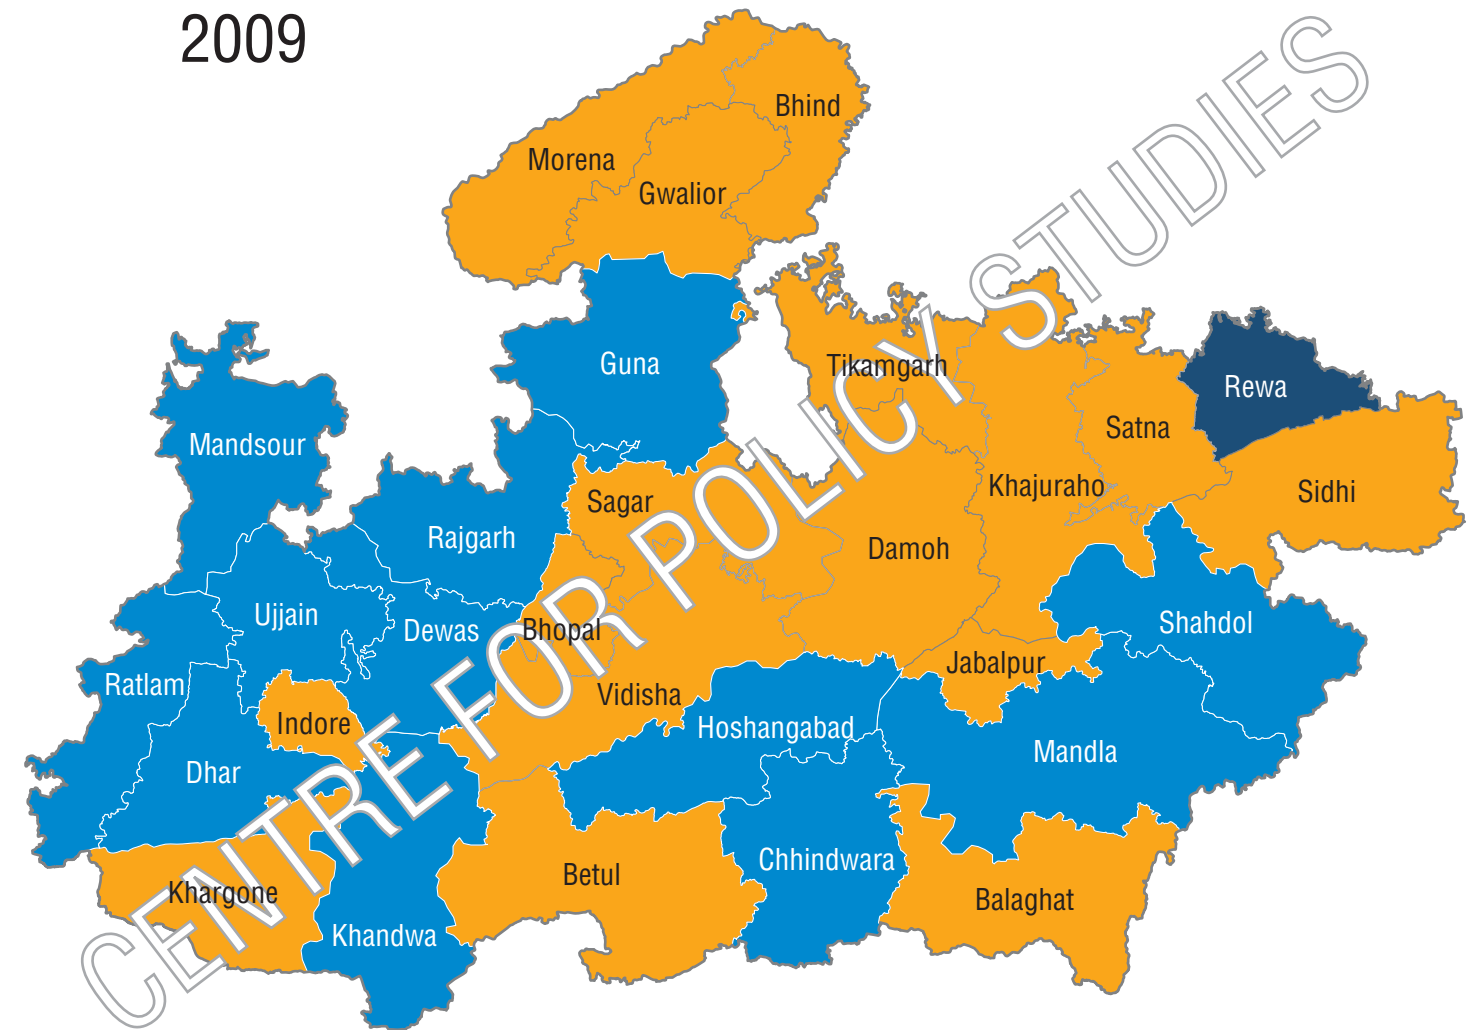 2009
Bhind
Morena
Gwalior
Guna
Tikamgarh
Rewa
Satna
Mandsour
Khajuraho
Sidhi
Sagar
Rajgarh
Damoh
Ujjain
Dewas
Bhopal
Shahdol
Jabalpur
Ratlam
Vidisha
Indore
Hoshangabad
Mandla
Dhar
Chhindwara
Betul
Khargone
Balaghat
Khandwa
CENTRE FOR POLICY STUDIES